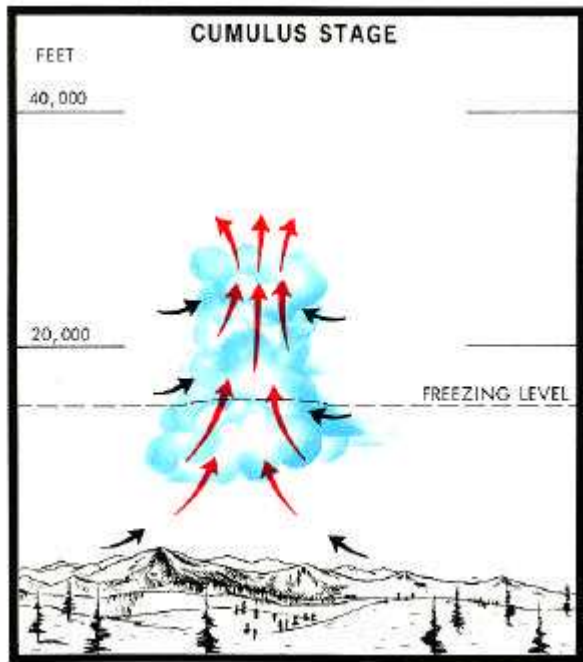 CUMULUS STAGE
FEET
40,000
20,000
FREEZING LEVEL